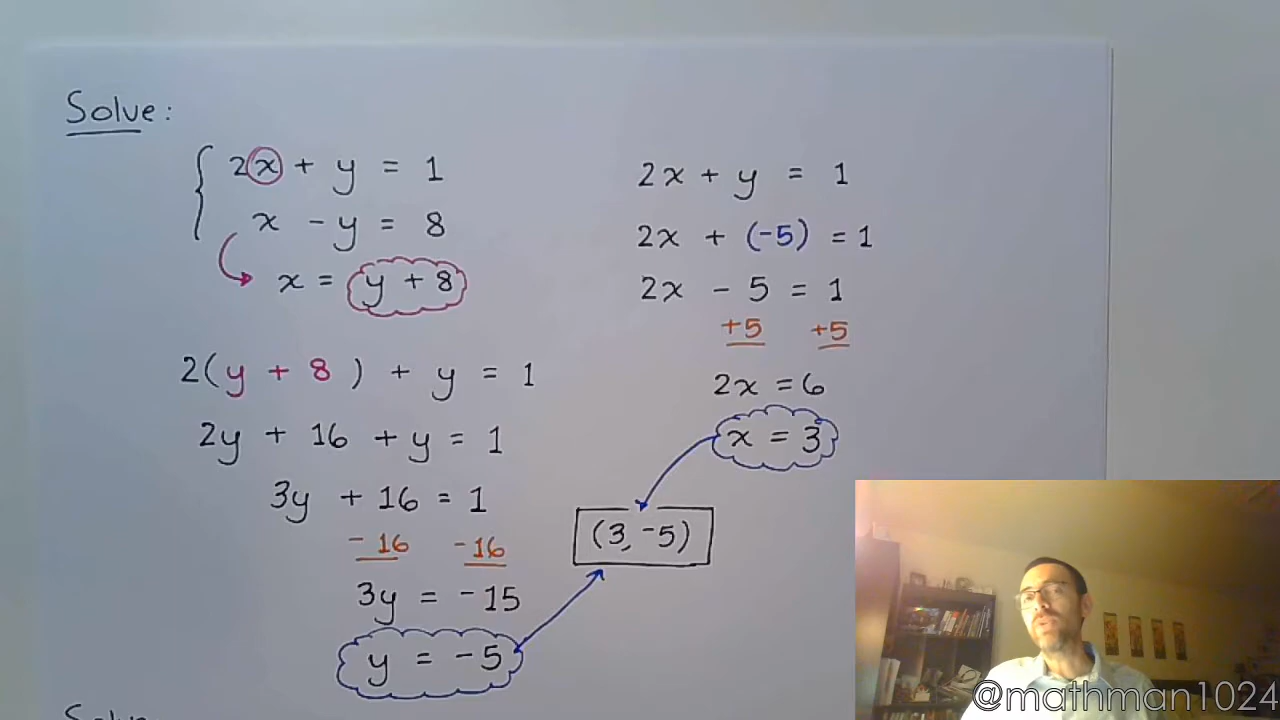 Solve:
2x + y = 1
x - y = 8
x = y + 8
2(y + 8) + y = 1
2y + 16 + y = 1
3y + 16 = 1
- 16 - 16
3y = -15
y = -5
2x + y = 1
2x + (-5) = 1
2x - 5 = 1
+5 +5
2x = 6
x = 3
(3, -5)
@mathman1024